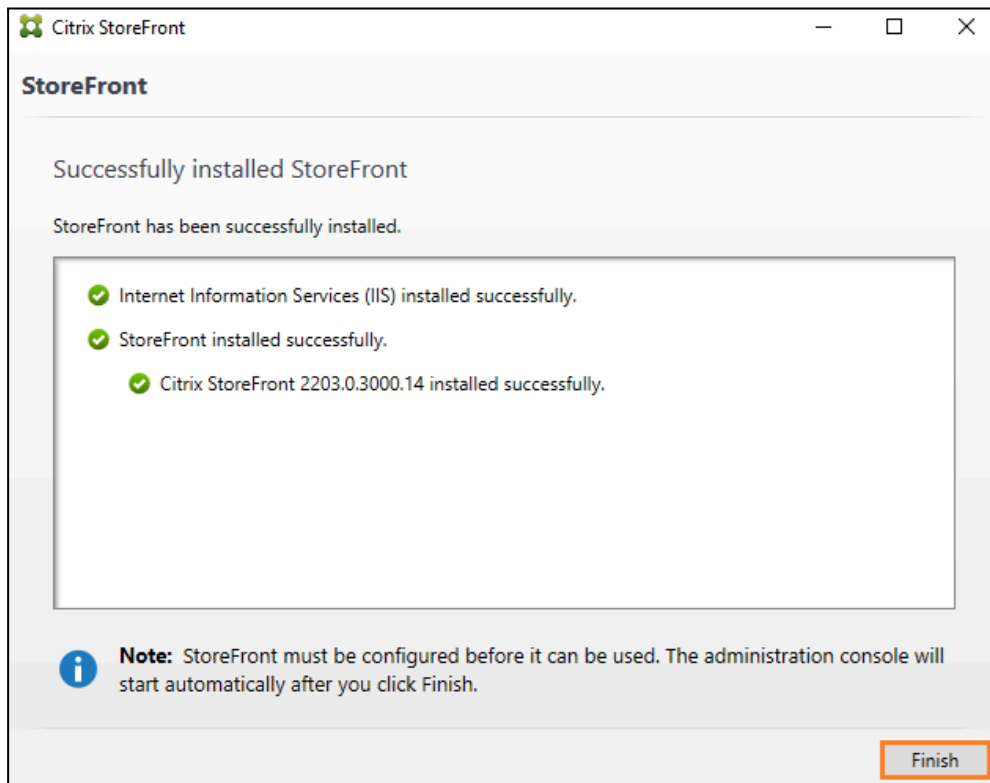 Citrix StoreFront
StoreFront
Successfully installed StoreFront
StoreFront has been successfully installed.
Internet Information Services (IIS) installed successfully.
StoreFront installed successfully.
Citrix StoreFront 2203.0.3000.14 installed successfully.
Note: StoreFront must be configured before it can be used. The administration console will
start automatically after you click Finish.
Finish